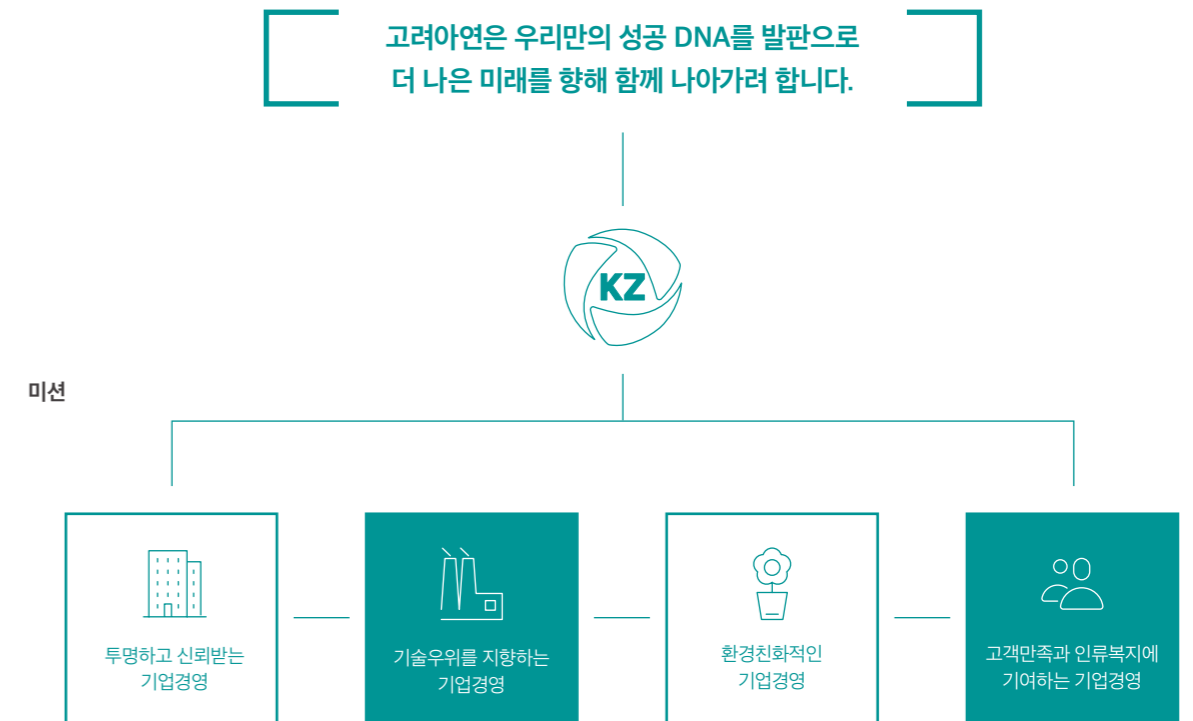 고려아연은 우리만의 성공 DNA를 발판으로
더 나은 미래를 향해 함께 나아가려 합니다.
KZ
미션
투명하고 신뢰받는
기업경영
기술우위를 지향하는
기업경영
환경친화적인
기업경영
고객만족과 인류복지에
기여하는 기업경영